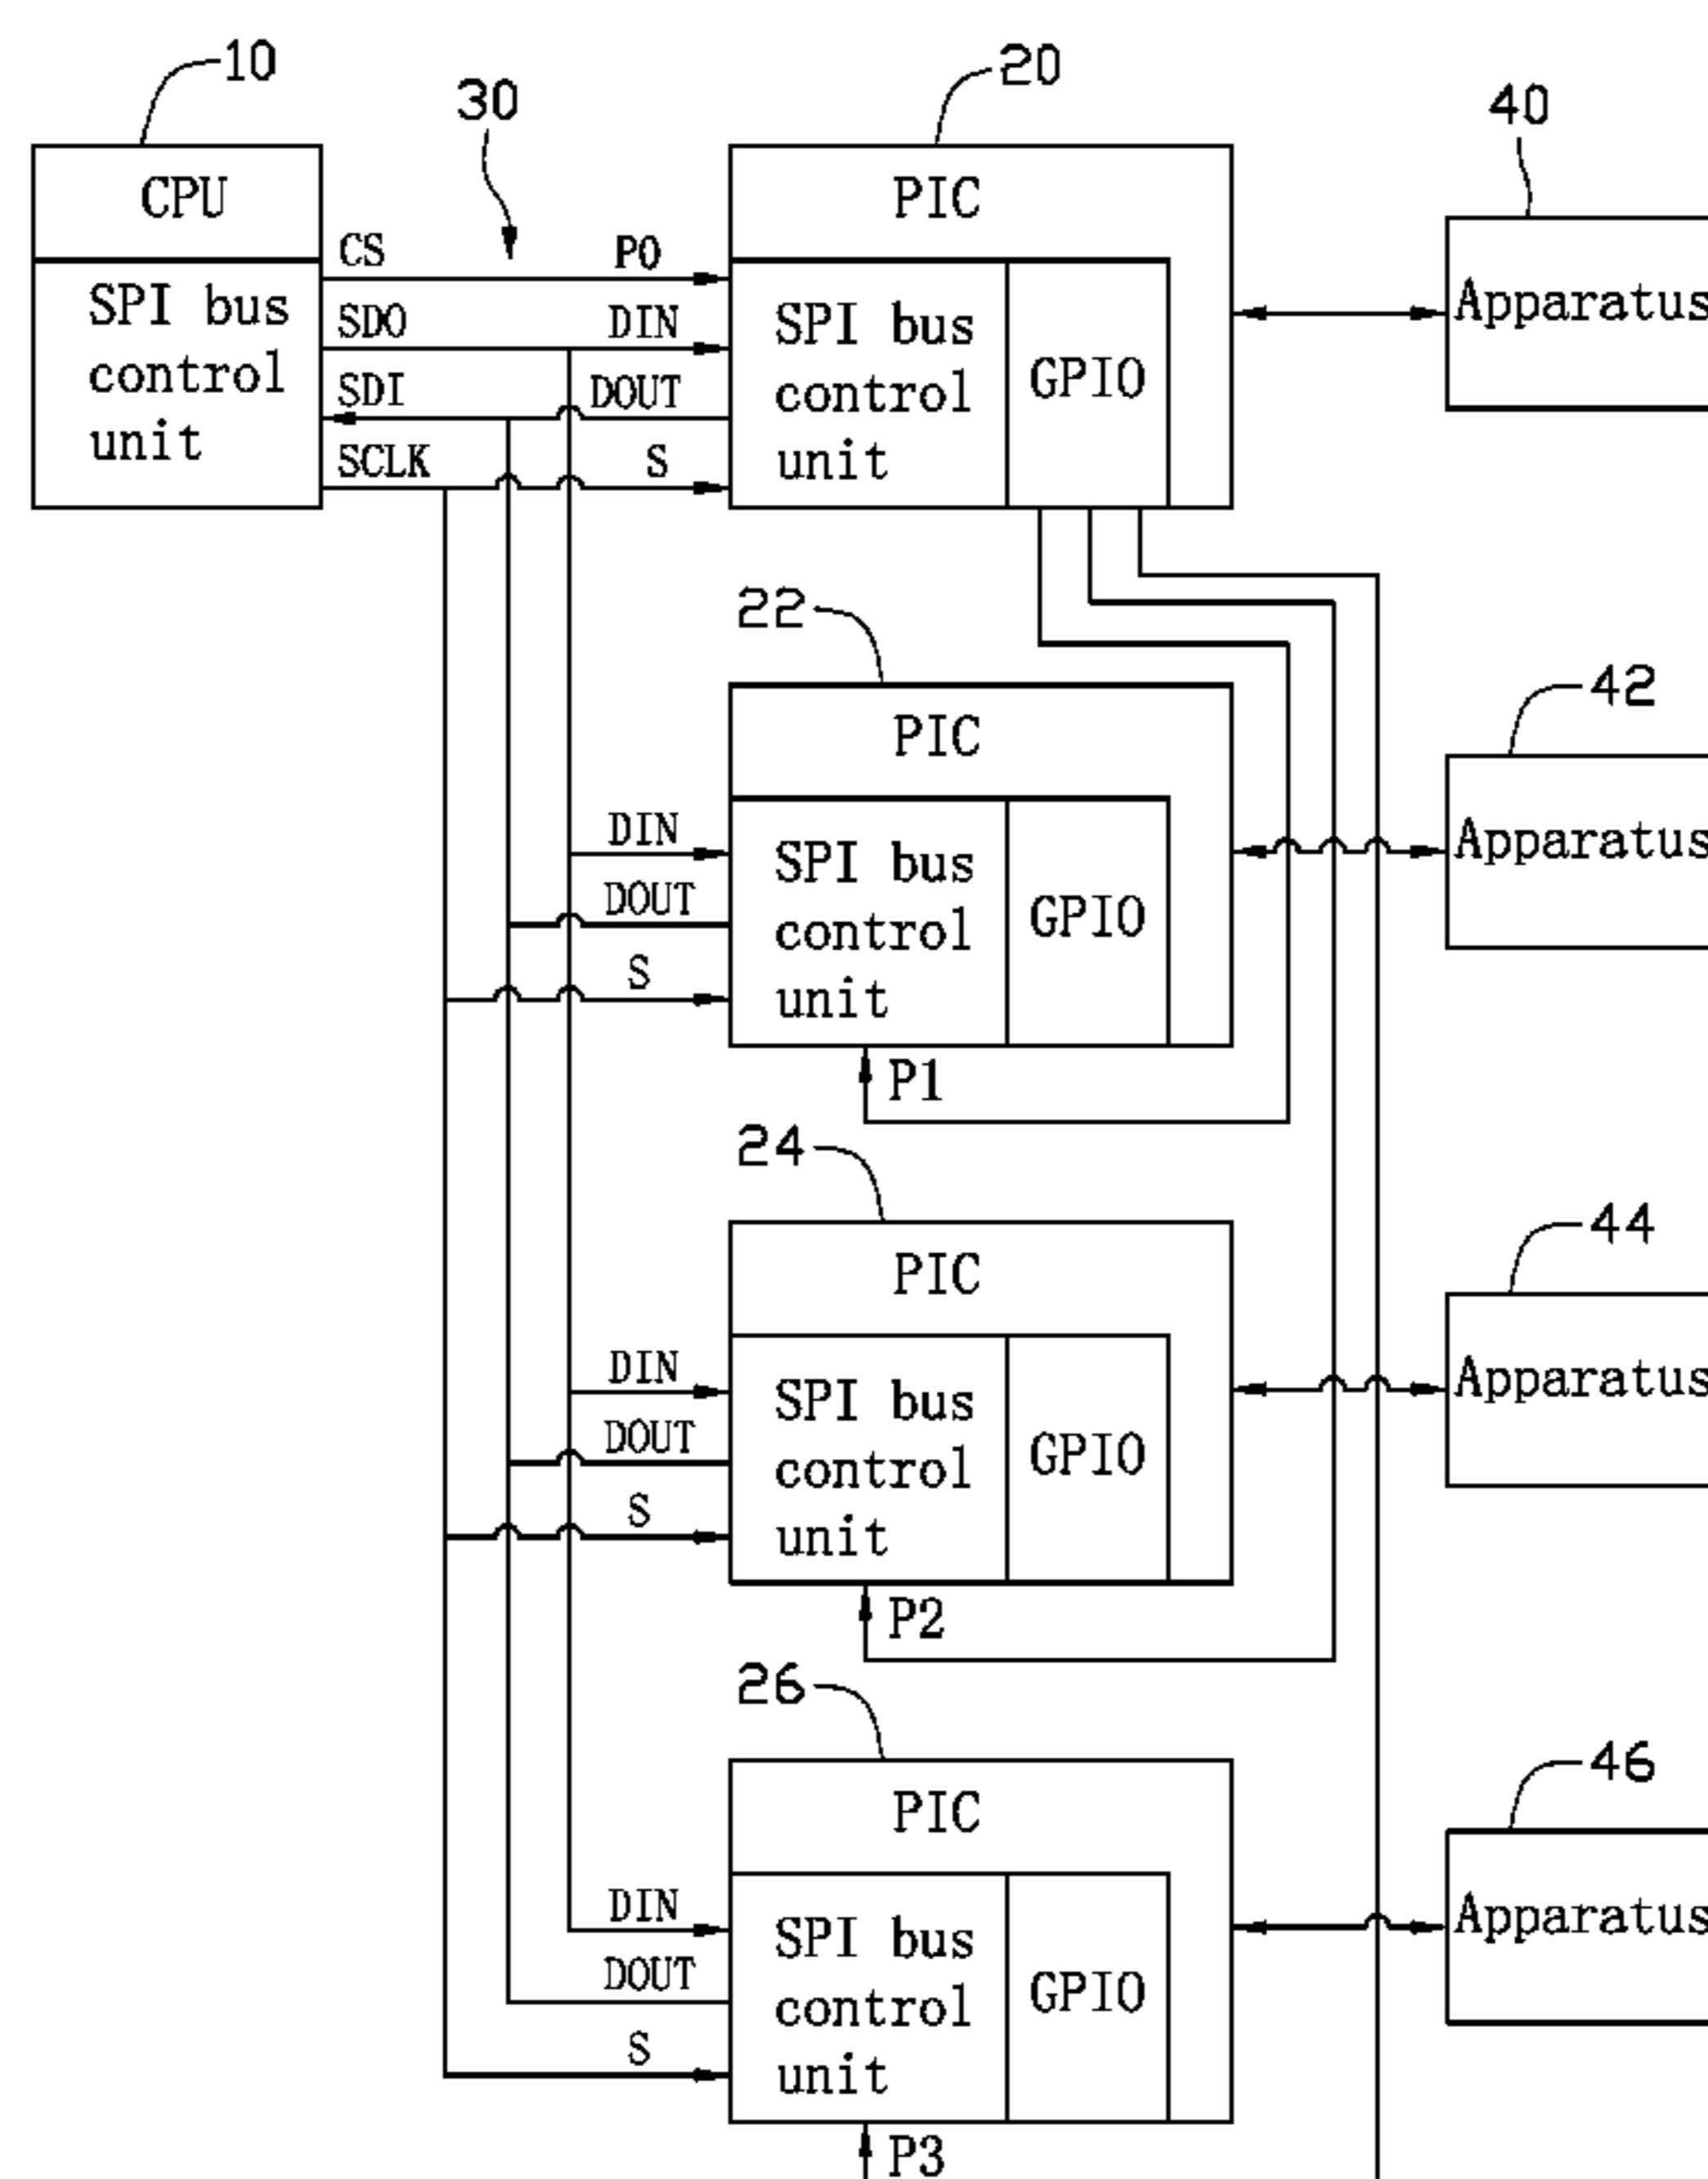 10
30
20
40
CPU
SPI bus
control
unit
CS
SDO
SDI
SCLK
P0
DIN
DOUT
S
PIC
SPI bus
control
unit
GPIO
Apparatus
22
42
PIC
DIN
DOUT
S
SPI bus
control
unit
GPIO
Apparatus
P1
24
44
PIC
DIN
DOUT
S
SPI bus
control
unit
GPIO
Apparatus
P2
26
46
PIC
DIN
DOUT
S
SPI bus
control
unit
GPIO
Apparatus
P3